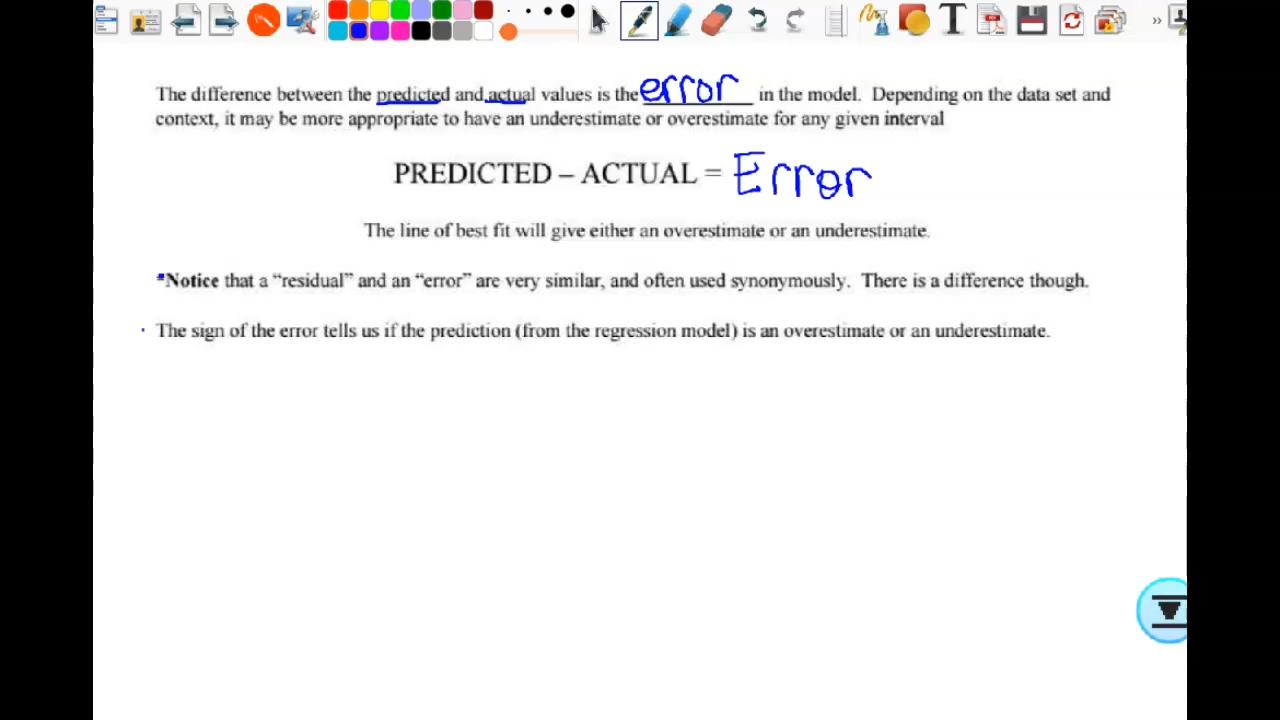 The difference between the predicted and actual values is the error in the model. Depending on the data set and
context, it may be more appropriate to have an underestimate or overestimate for any given interval
PREDICTED – ACTUAL = Error
The line of best fit will give either an overestimate or an underestimate.
*Notice that a “residual” and an “error” are very similar, and often used synonymously. There is a difference though.
The sign of the error tells us if the prediction (from the regression model) is an overestimate or an underestimate.